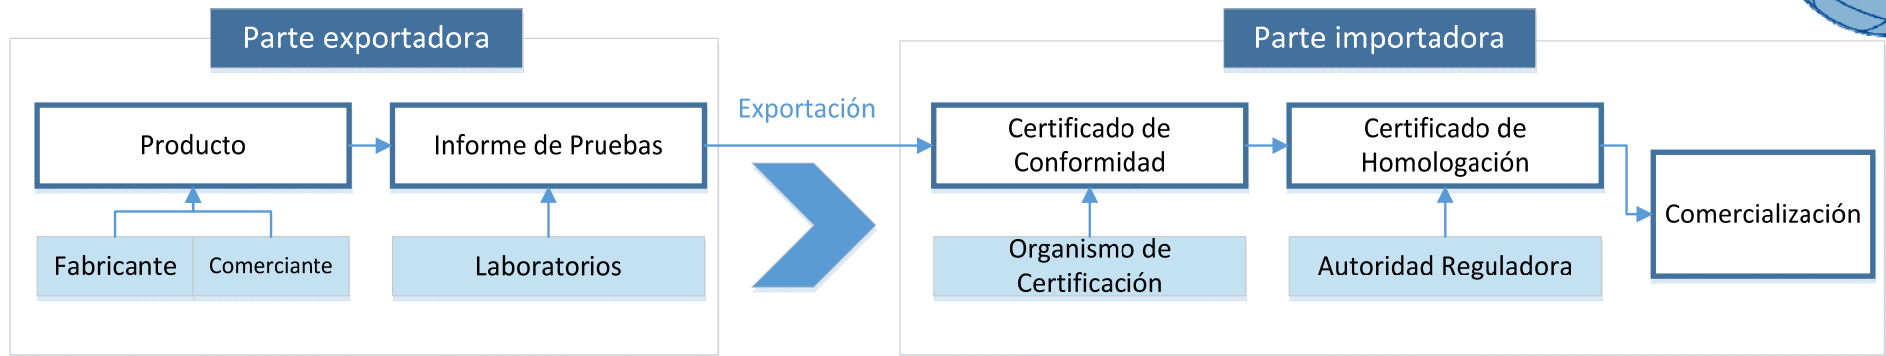 Parte exportadora
Parte importadora
Exportación
Producto
Informe de Pruebas
Certificado de
Conformidad
Certificado de
Homologación
Comercialización
Fabricante
Comerciante
Laboratorios
Organismo de
Certificación
Autoridad Reguladora